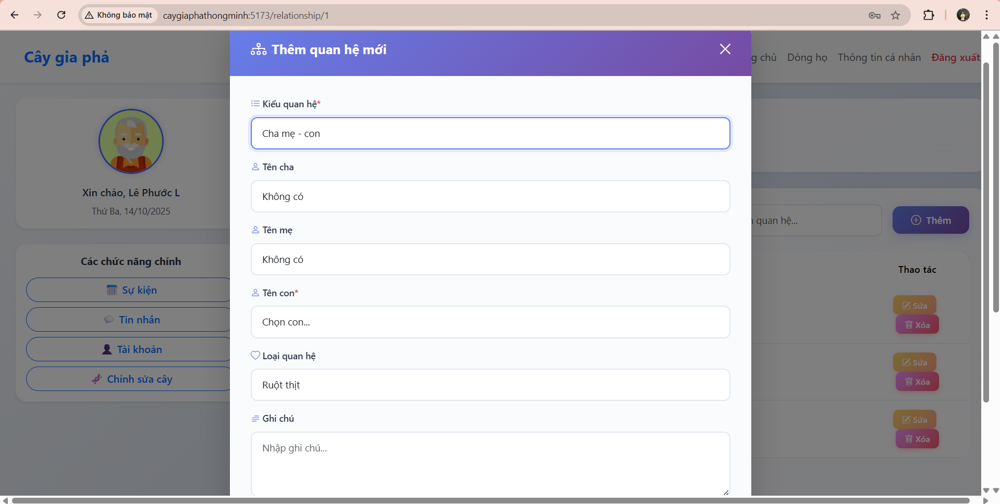 Không bảo mật
caygiaphathongminh:5173/relationship/1
Cây gia phả
Thêm quan hệ mới
chủ
Dòng họ
Thông tin cá nhân
Đăng xuất
Xin chào, Lê Phước L
Thứ Ba, 14/10/2025
Các chức năng chính
Sự kiện
Tin nhắn
Tài khoản
Chỉnh sửa cây
Kiểu quan hệ*
Cha mẹ - con
Tên cha
Không có
Tên mẹ
Không có
Tên con*
Chọn con...
Loại quan hệ
Ruột thịt
Ghi chú
Nhập ghi chú...
quan hệ...
Thêm
Thao tác
Sửa
Xóa
Sửa
Xóa
Sửa
Xóa